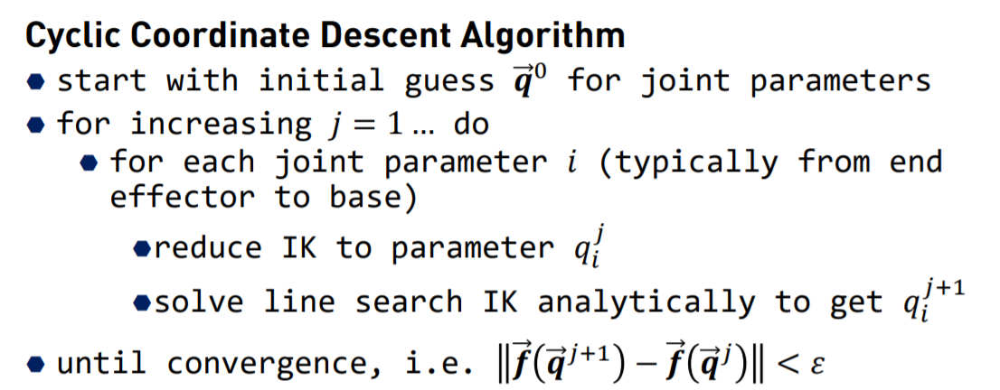 Cyclic Coordinate Descent Algorithm
start with initial guess $\vec{q}^0$ for joint parameters
for increasing $j = 1 …$ do
for each joint parameter $i$ (typically from end
effector to base)
reduce IK to parameter $q_i^j$
solve line search IK analytically to get $q_i^{j+1}$
until convergence, i.e. $\|\vec{f}(\vec{q}^{j+1}) - \vec{f}(\vec{q}^j)\| < \varepsilon$